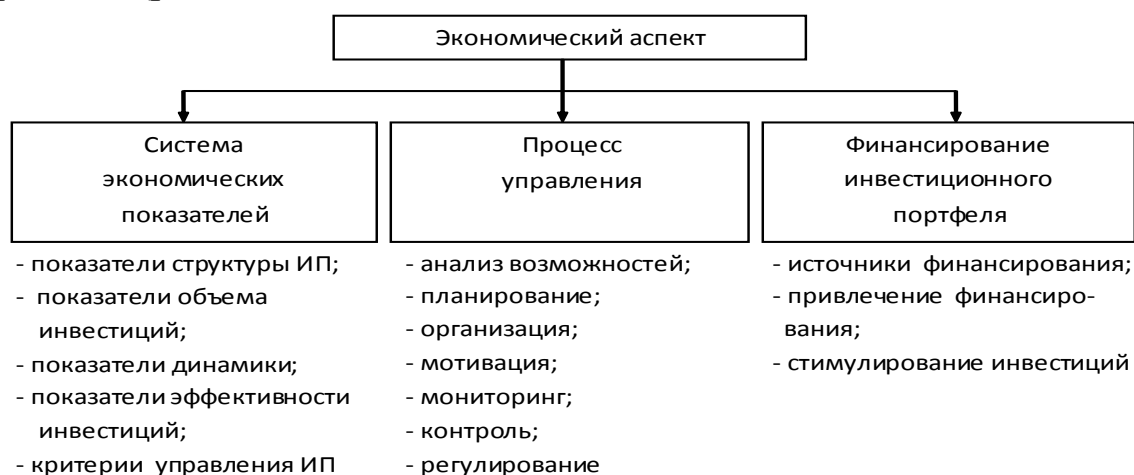 Экономический аспект
Система
экономических
показателей
Процесс
управления
Финансирование
инвестиционного
портфеля
- показатели структуры ИП;
- показатели объема
инвестиций;
- показатели динамики;
- показатели эффективности
инвестиций;
- критерии управления ИП
- анализ возможностей;
- планирование;
- организация;
- мотивация;
- мониторинг;
- контроль;
- регулирование
- источники финансирования;
- привлечение финансиро-
вания;
- стимулирование инвестиций